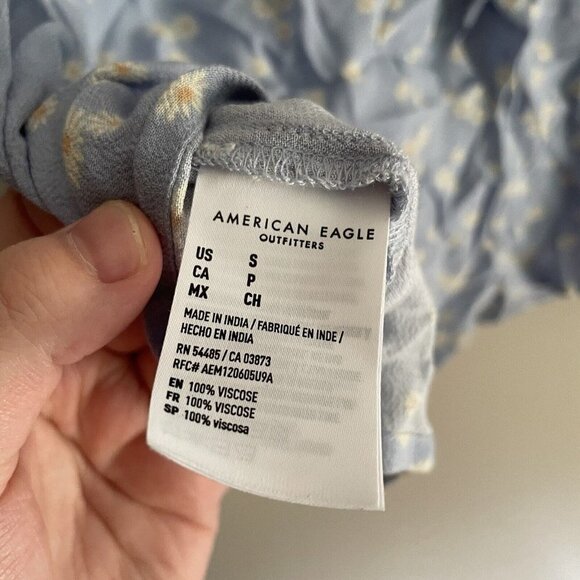 AMERICAN EAGLE
OUTFITTERS
US S
CA P
MX CH
MADE IN INDIA / FABRIQUÉ EN INDE /
HECHO EN INDIA
RN 54485 / CA 03873
RFC# AEM120605U9A
EN 100% VISCOSE
FR 100% VISCOSE
SP 100% viscosa